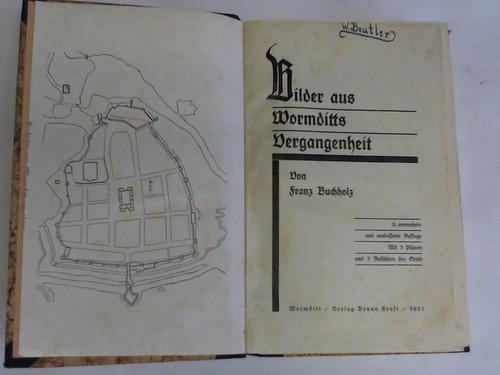 W. Beutler
Bilder aus
Wormditts
Vergangenheit
Von
Franz Buchholz
2. vermehrte
und verbesserte Auflage
Mit 3 Plänen
und 3 Ansichten der Stadt
Wormditt / Verlag Bruno Kraft / 1931